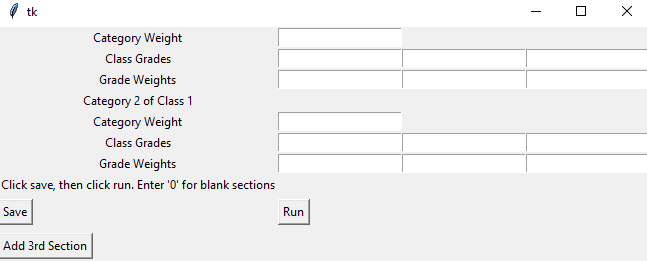 tk
Category Weight
Class Grades
Grade Weights
Category 2 of Class 1
Category Weight
Class Grades
Grade Weights
Click save, then click run. Enter '0' for blank sections
Save Run
Add 3rd Section